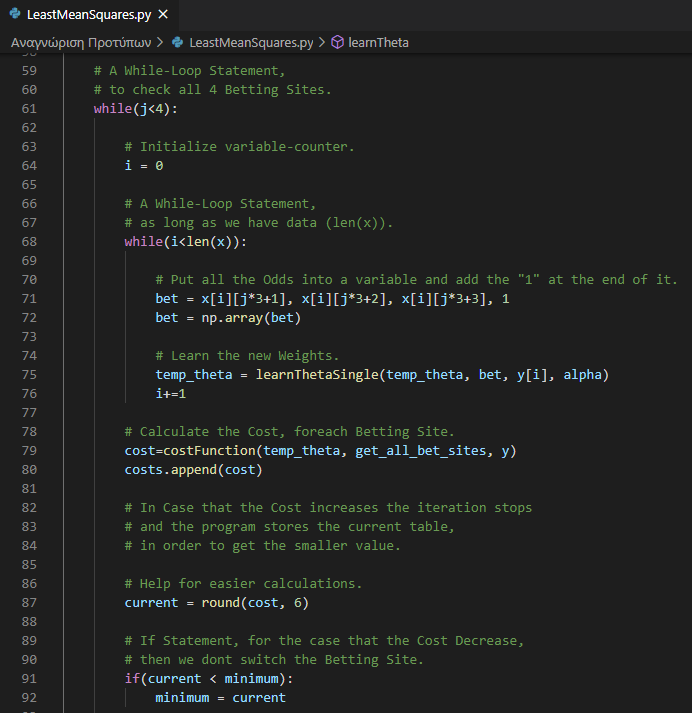 LeastMeanSquares.py ×
Αναγνώριση Προτύπων > LeastMeanSquares.py > learnTheta
58
59 # A While-Loop Statement,
60 # to check all 4 Betting Sites.
61 while(j<4):
62
63 # Initialize variable-counter.
64 i = 0
65
66 # A While-Loop Statement,
67 # as long as we have data (len(x)).
68 while(i<len(x)):
69
70 # Put all the Odds into a variable and add the "1" at the end of it.
71 bet = x[i][j*3+1], x[i][j*3+2], x[i][j*3+3], 1
72 bet = np.array(bet)
73
74 # Learn the new Weights.
75 temp_theta = learnThetaSingle(temp_theta, bet, y[i], alpha)
76 i+=1
77
78 # Calculate the Cost, foreach Betting Site.
79 cost=costFunction(temp_theta, get_all_bet_sites, y)
80 costs.append(cost)
81
82 # In Case that the Cost increases the iteration stops
83 # and the program stores the current table,
84 # in order to get the smaller value.
85
86 # Help for easier calculations.
87 current = round(cost, 6)
88
89 # If Statement, for the case that the Cost Decrease,
90 # then we dont switch the Betting Site.
91 if(current < minimum):
92 minimum = current